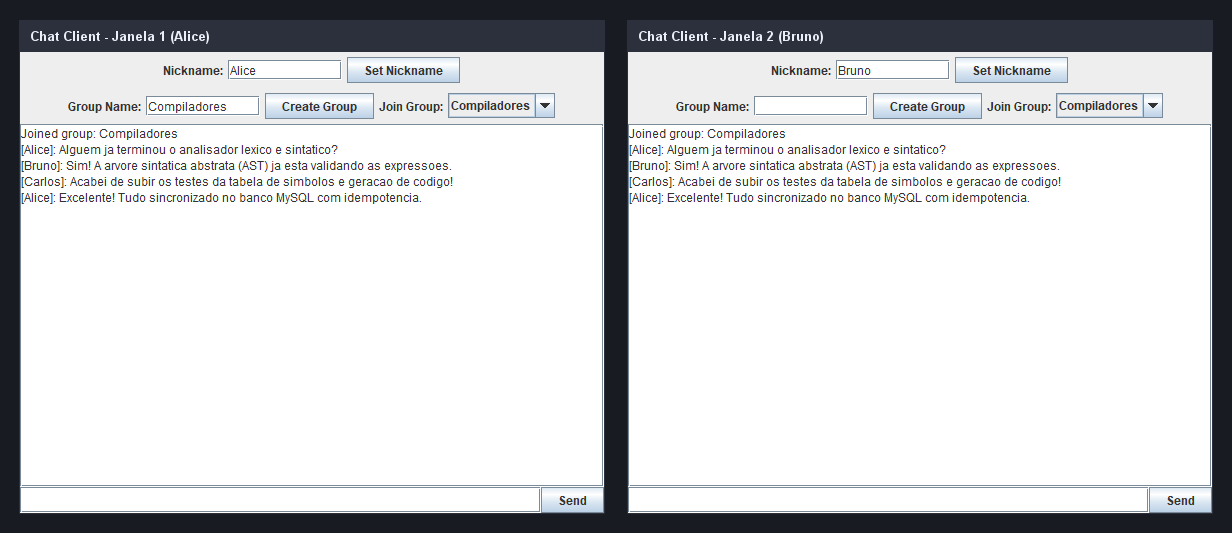 Chat Client - Janela 1 (Alice)
Nickname: Alice Set Nickname
Group Name: Compiladores Create Group Join Group: Compiladores
Joined group: Compiladores
[Alice]: Alguem ja terminou o analisador lexico e sintatico?
[Bruno]: Sim! A arvore sintatica abstrata (AST) ja esta validando as expressoes.
[Carlos]: Acabei de subir os testes da tabela de simbolos e geracao de codigo!
[Alice]: Excelente! Tudo sincronizado no banco MySQL com idempotencia.
Send
Chat Client - Janela 2 (Bruno)
Nickname: Bruno Set Nickname
Group Name: Create Group Join Group: Compiladores
Joined group: Compiladores
[Alice]: Alguem ja terminou o analisador lexico e sintatico?
[Bruno]: Sim! A arvore sintatica abstrata (AST) ja esta validando as expressoes.
[Carlos]: Acabei de subir os testes da tabela de simbolos e geracao de codigo!
[Alice]: Excelente! Tudo sincronizado no banco MySQL com idempotencia.
Send